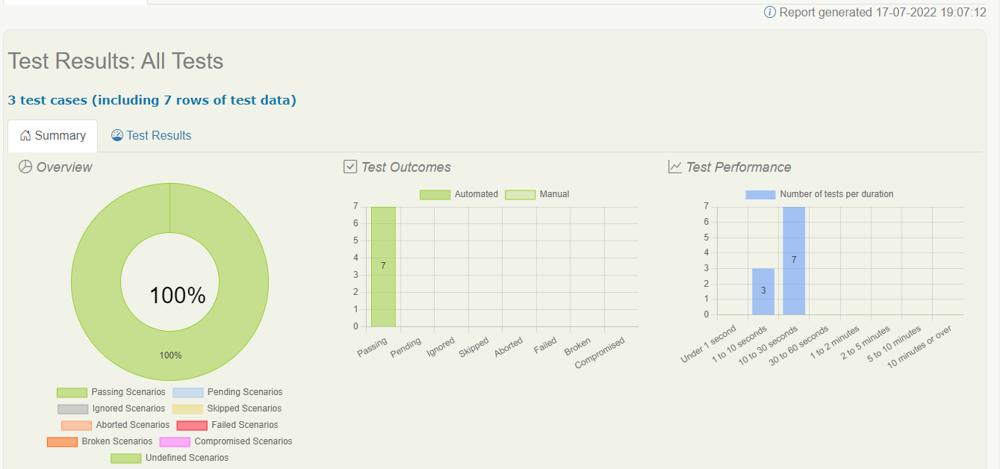 Report generated 17-07-2022 19:07:12
Test Results: All Tests
3 test cases (including 7 rows of test data)
Summary
Test Results
Overview
100%
100%
Passing Scenarios
Pending Scenarios
Ignored Scenarios
Skipped Scenarios
Aborted Scenarios
Failed Scenarios
Broken Scenarios
Compromised Scenarios
Undefined Scenarios
Test Outcomes
Automated
Manual
7
6
5
4
3
2
1
0
7
Passing
Pending
Ignored
Skipped
Aborted
Failed
Broken
Compromised
Test Performance
Number of tests per duration
7
6
5
4
3
2
1
0
3
7
Under 1 second
1 to 10 seconds
10 to 30 seconds
30 to 60 seconds
1 to 2 minutes
2 to 5 minutes
5 to 10 minutes
10 minutes or over